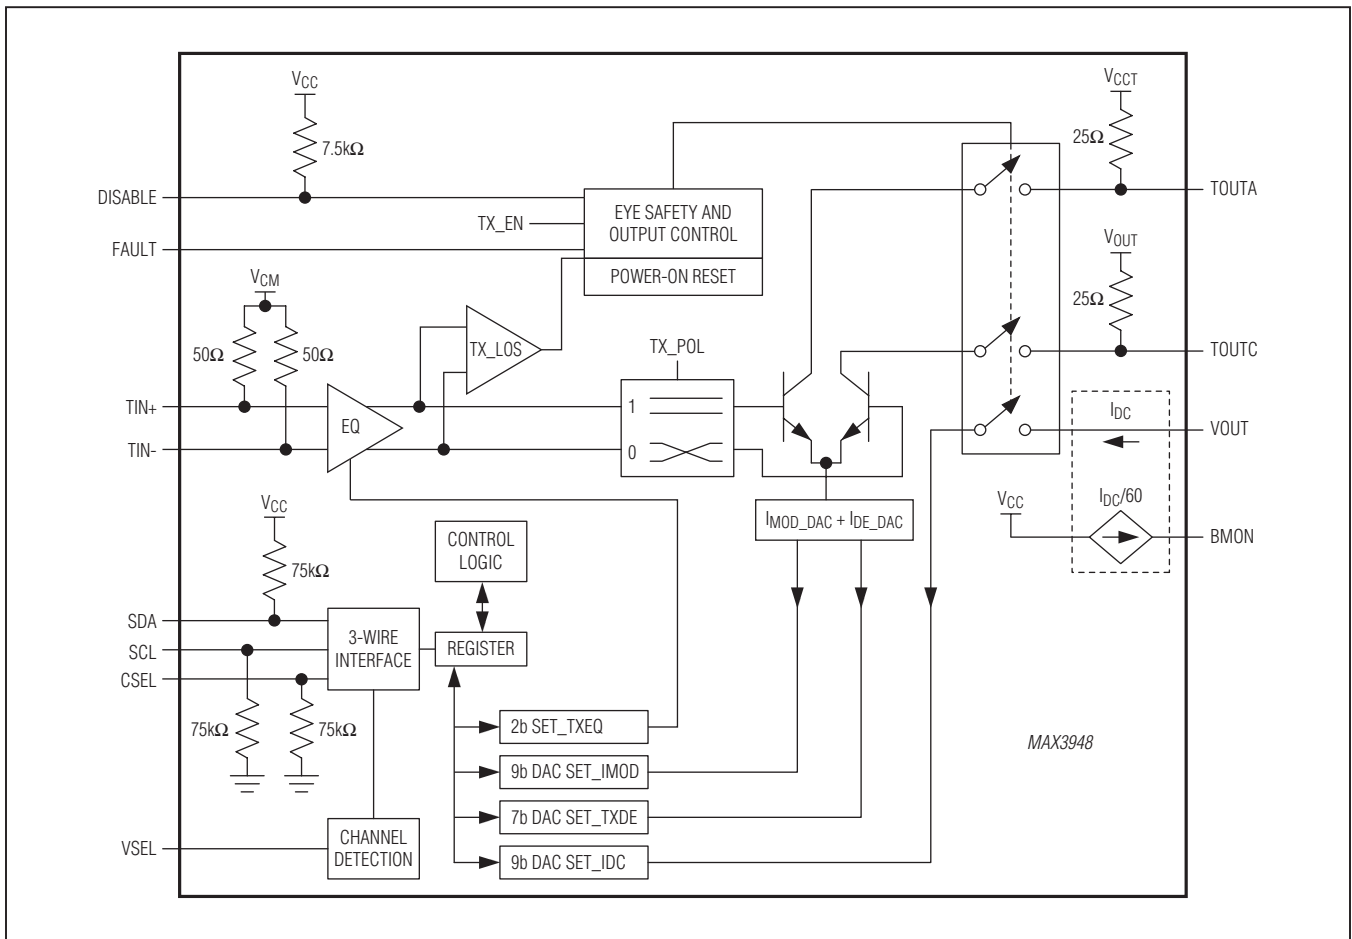 VCC
7.5kΩ
DISABLE
TX_EN
FAULT
EYE SAFETY AND
OUTPUT CONTROL
POWER-ON RESET
VCCT
25Ω
TOUTA
VOUT
25Ω
TOUTC
VCM
50Ω
50Ω
TX_LOS
TX_POL
TIN+
TIN-
EQ
1
0
IDC
VOUT
IMOD_DAC + IDE_DAC
VCC
IDC/60
BMON
VCC
75kΩ
CONTROL
LOGIC
SDA
SCL
CSEL
3-WIRE
INTERFACE
REGISTER
75kΩ
75kΩ
2b SET_TXEQ
9b DAC SET_IMOD
7b DAC SET_TXDE
9b DAC SET_IDC
MAX3948
VSEL
CHANNEL
DETECTION